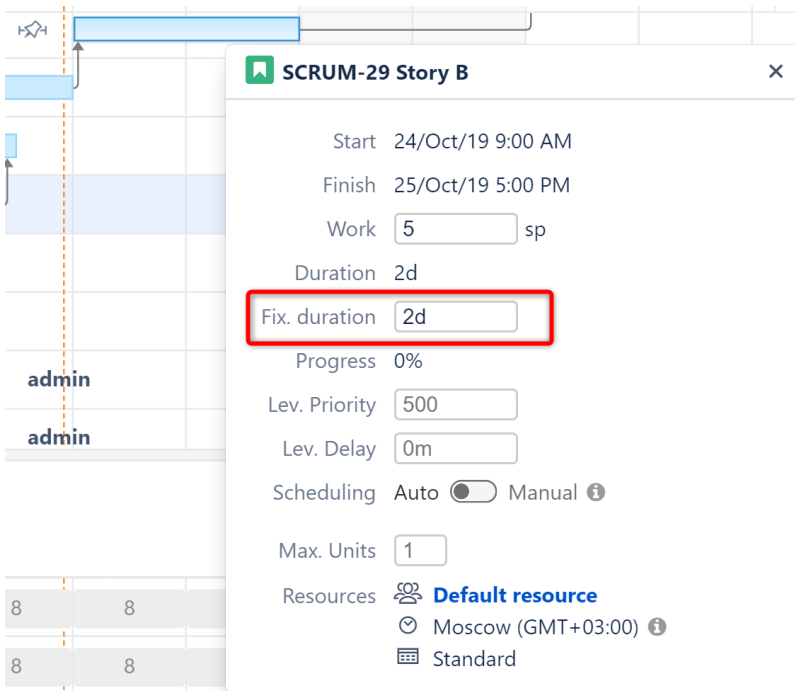 SCRUM-29 Story B
Start 24/Oct/19 9:00 AM
Finish 25/Oct/19 5:00 PM
Work 5 sp
Duration 2d
Fix. duration 2d
Progress 0%
admin
Lev. Priority 500
admin
Lev. Delay 0m
Scheduling Auto Manual
Max. Units 1
Resources Default resource
8 8
Moscow (GMT+03:00)
Standard
8 8